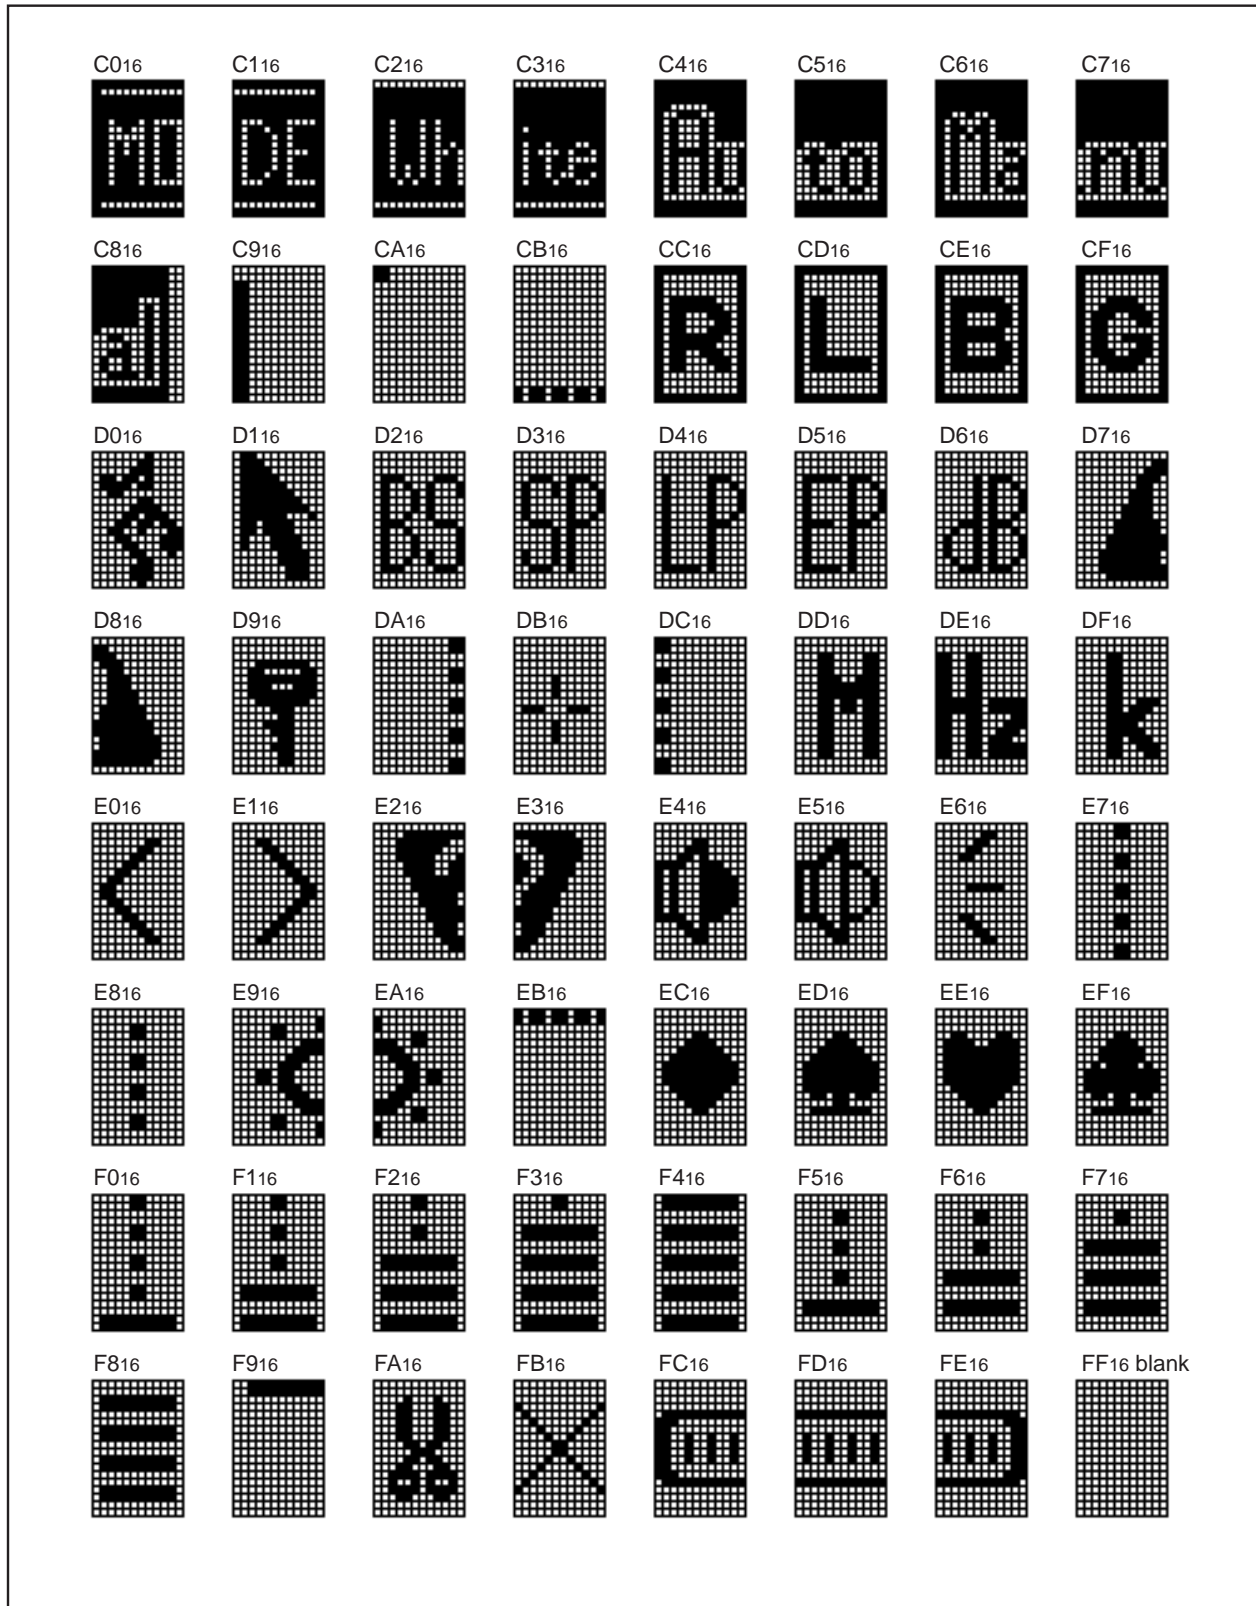 C016 C116 C216 C316 C416 C516 C616 C716
MO DE Wh ite Au to Ma nu
C816 C916 CA16 CB16 CC16 CD16 CE16 CF16
al R L B G
D016 D116 D216 D316 D416 D516 D616 D716
BS SP LP EP dB
D816 D916 DA16 DB16 DC16 DD16 DE16 DF16
M Hz k
E016 E116 E216 E316 E416 E516 E616 E716
E816 E916 EA16 EB16 EC16 ED16 EE16 EF16
F016 F116 F216 F316 F416 F516 F616 F716
F816 F916 FA16 FB16 FC16 FD16 FE16 FF16 blank